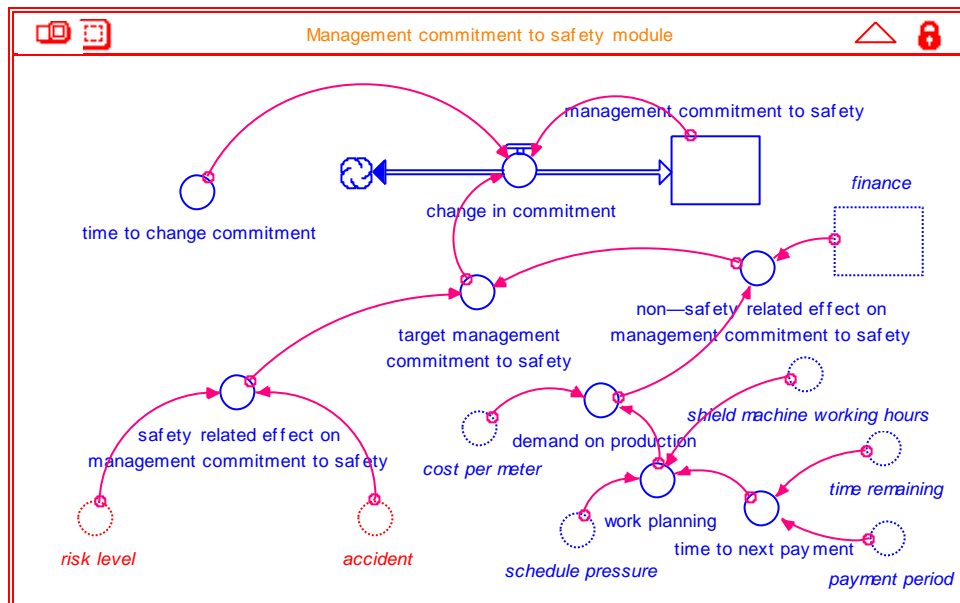 Management commitment to safety module
management commitment to safety
finance
change in commitment
time to change commitment
non—safety related effect on
management commitment to safety
target management
commitment to safety
shield machine working hours
safety related effect on
management commitment to safety
demand on production
cost per meter
time remaining
work planning
time to next payment
risk level
accident
schedule pressure
payment period